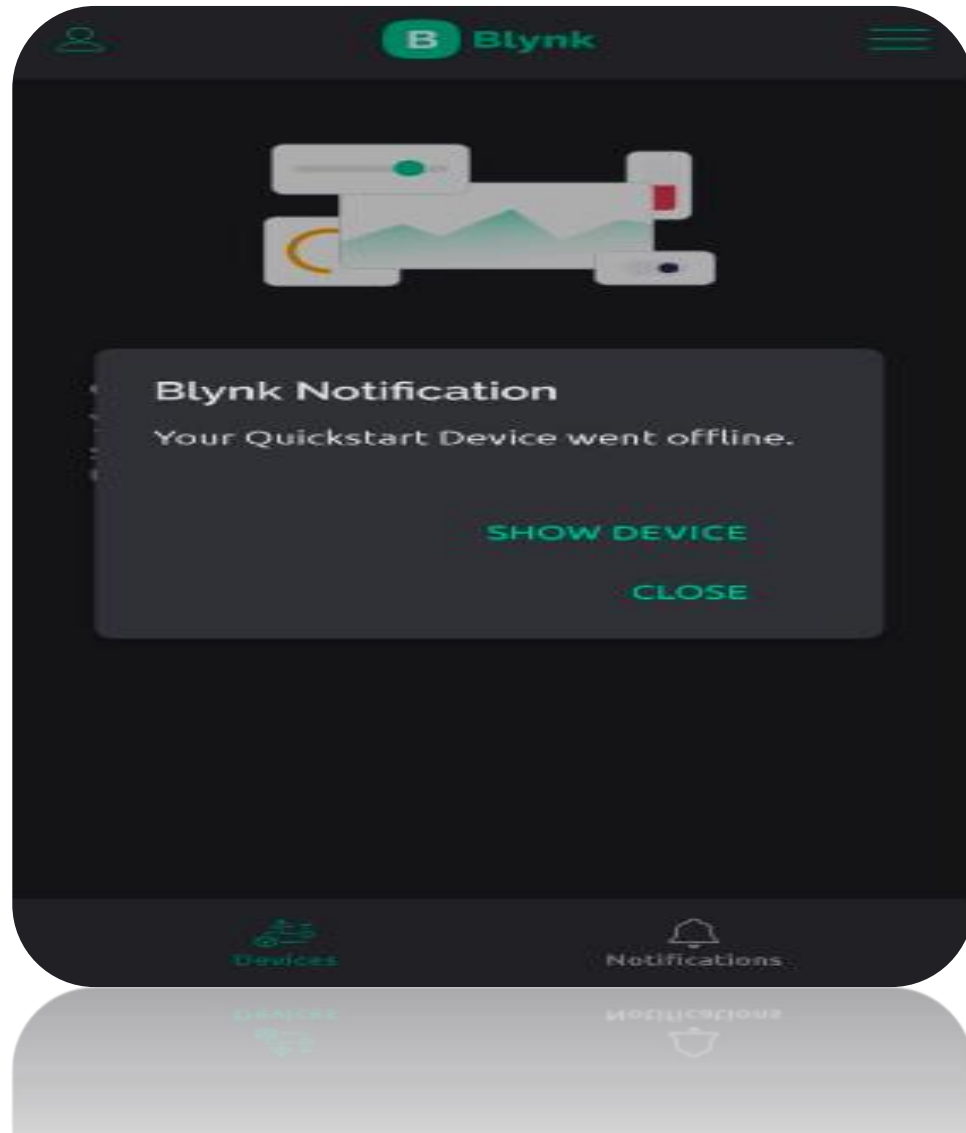 B Blynk
Blynk Notification
Your Quickstart Device went offline.
SHOW DEVICE
CLOSE
Devices
Notifications